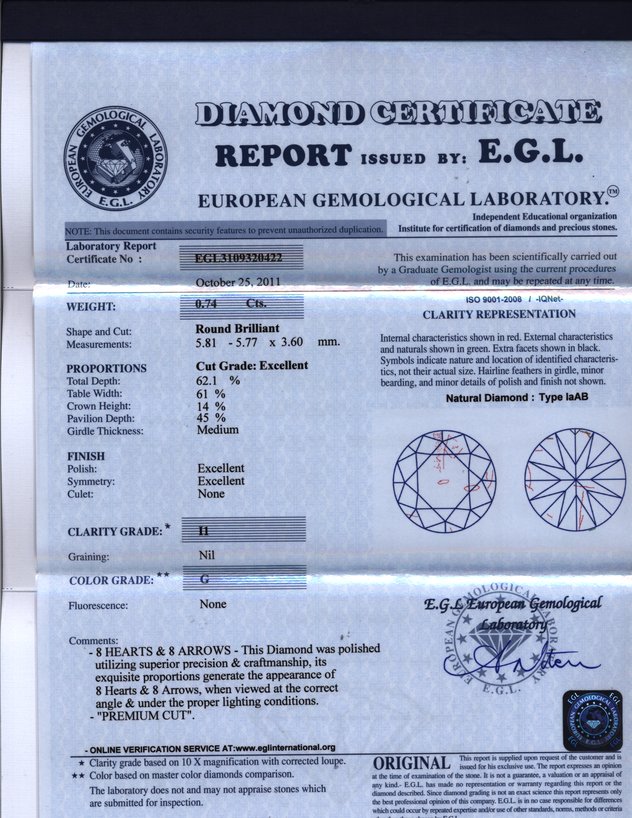 DIAMOND CERTIFICATE
REPORT ISSUED BY: E.G.L.
EUROPEAN GEMOLOGICAL LABORATORY.™
EUROPEAN GEMOLOGICAL LABORATORY
E.G.L.
Independent Educational organization
Institute for certification of diamonds and precious stones.
NOTE: This document contains security features to prevent unauthorized duplication.
Laboratory Report
Certificate No : EGL3109320422
Date: October 25, 2011
WEIGHT: 0.74 Cts.
Shape and Cut: Round Brilliant
Measurements: 5.81 - 5.77 x 3.60 mm.
PROPORTIONS Cut Grade: Excellent
Total Depth: 62.1 %
Table Width: 61 %
Crown Height: 14 %
Pavilion Depth: 45 %
Girdle Thickness: Medium
FINISH
Polish: Excellent
Symmetry: Excellent
Culet: None
CLARITY GRADE: * I1
Graining: Nil
COLOR GRADE: ** G
Fluorescence: None
Comments:
- 8 HEARTS & 8 ARROWS - This Diamond was polished
utilizing superior precision & craftmanship, its
exquisite proportions generate the appearance of
8 Hearts & 8 Arrows, when viewed at the correct
angle & under the proper lighting conditions.
- "PREMIUM CUT".
- ONLINE VERIFICATION SERVICE AT:www.eglinternational.org
* Clarity grade based on 10 X magnification with corrected loupe.
** Color based on master color diamonds comparison.
The laboratory does not and may not appraise stones which
are submitted for inspection.
This examination has been scientifically carried out
by a Graduate Gemologist using the current procedures
of E.G.L. and may be repeated at any time.
ISO 9001-2008 / -IQNet-
CLARITY REPRESENTATION
Internal characteristics shown in red. External characteristics
and naturals shown in green. Extra facets shown in black.
Symbols indicate nature and location of identified characteris-
tics, not their actual size. Hairline feathers in girdle, minor
bearding, and minor details of polish and finish not shown.
Natural Diamond : Type IaAB
E.G.L European Gemological
Laboratory
EUROPEAN GEMOLOGICAL LABORATORY
E.G.L.
EGL
EGL
ORIGINAL This report is supplied upon request of the customer and is
issued for his exclusive use. The report expresses an opinion
at the time of examination of the stone. It is not a guarantee, a valuation or an appraisal of
any kind.- E.G.L. has made no representation or warranty regarding this report or the
diamond described. Since diamond grading is not an exact science this report represents only
the best professional opinion of this company. E.G.L. is in no case responsible for differences
which could occur by repeated expertise and/or use of other standards, norms, methods or criteria